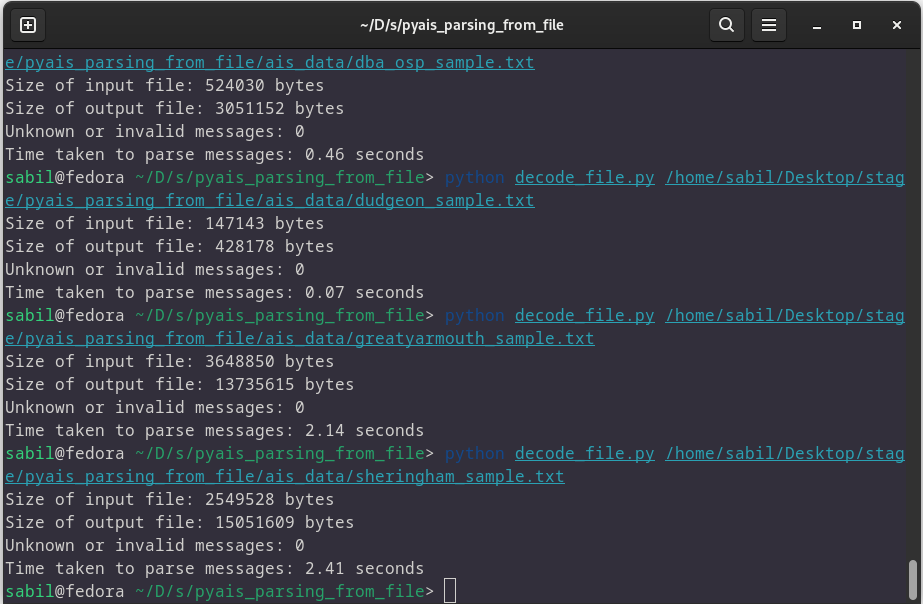 ~/D/s/pyais_parsing_from_file
e/pyais_parsing_from_file/ais_data/dba_osp_sample.txt
Size of input file: 524030 bytes
Size of output file: 3051152 bytes
Unknown or invalid messages: 0
Time taken to parse messages: 0.46 seconds
sabil@fedora ~/D/s/pyais_parsing_from_file> python decode_file.py /home/sabil/Desktop/stag
e/pyais_parsing_from_file/ais_data/dudgeon_sample.txt
Size of input file: 147143 bytes
Size of output file: 428178 bytes
Unknown or invalid messages: 0
Time taken to parse messages: 0.07 seconds
sabil@fedora ~/D/s/pyais_parsing_from_file> python decode_file.py /home/sabil/Desktop/stag
e/pyais_parsing_from_file/ais_data/greatyarmouth_sample.txt
Size of input file: 3648850 bytes
Size of output file: 13735615 bytes
Unknown or invalid messages: 0
Time taken to parse messages: 2.14 seconds
sabil@fedora ~/D/s/pyais_parsing_from_file> python decode_file.py /home/sabil/Desktop/stag
e/pyais_parsing_from_file/ais_data/sheringham_sample.txt
Size of input file: 2549528 bytes
Size of output file: 15051609 bytes
Unknown or invalid messages: 0
Time taken to parse messages: 2.41 seconds
sabil@fedora ~/D/s/pyais_parsing_from_file>